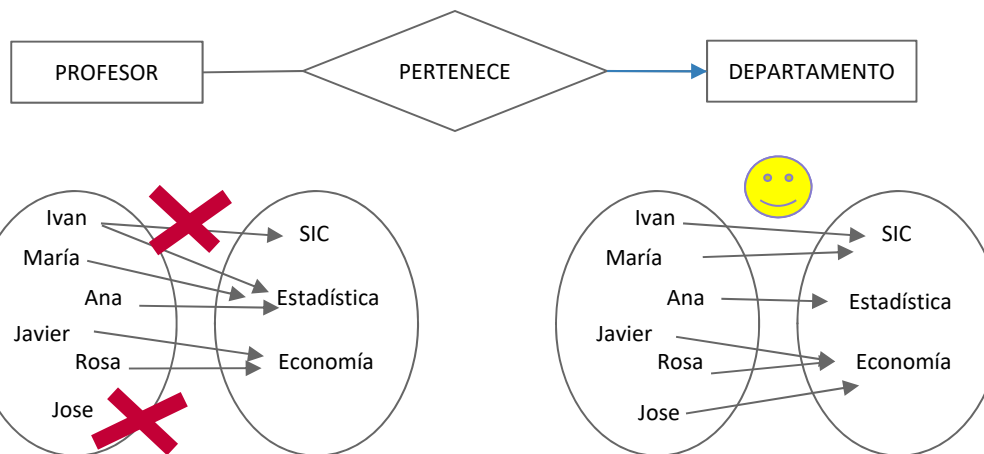 PROFESOR PERTENECE DEPARTAMENTO
Ivan
María
Ana
Javier
Rosa
Jose
SIC
Estadística
Economía
Ivan
María
Ana
Javier
Rosa
Jose
SIC
Estadística
Economía